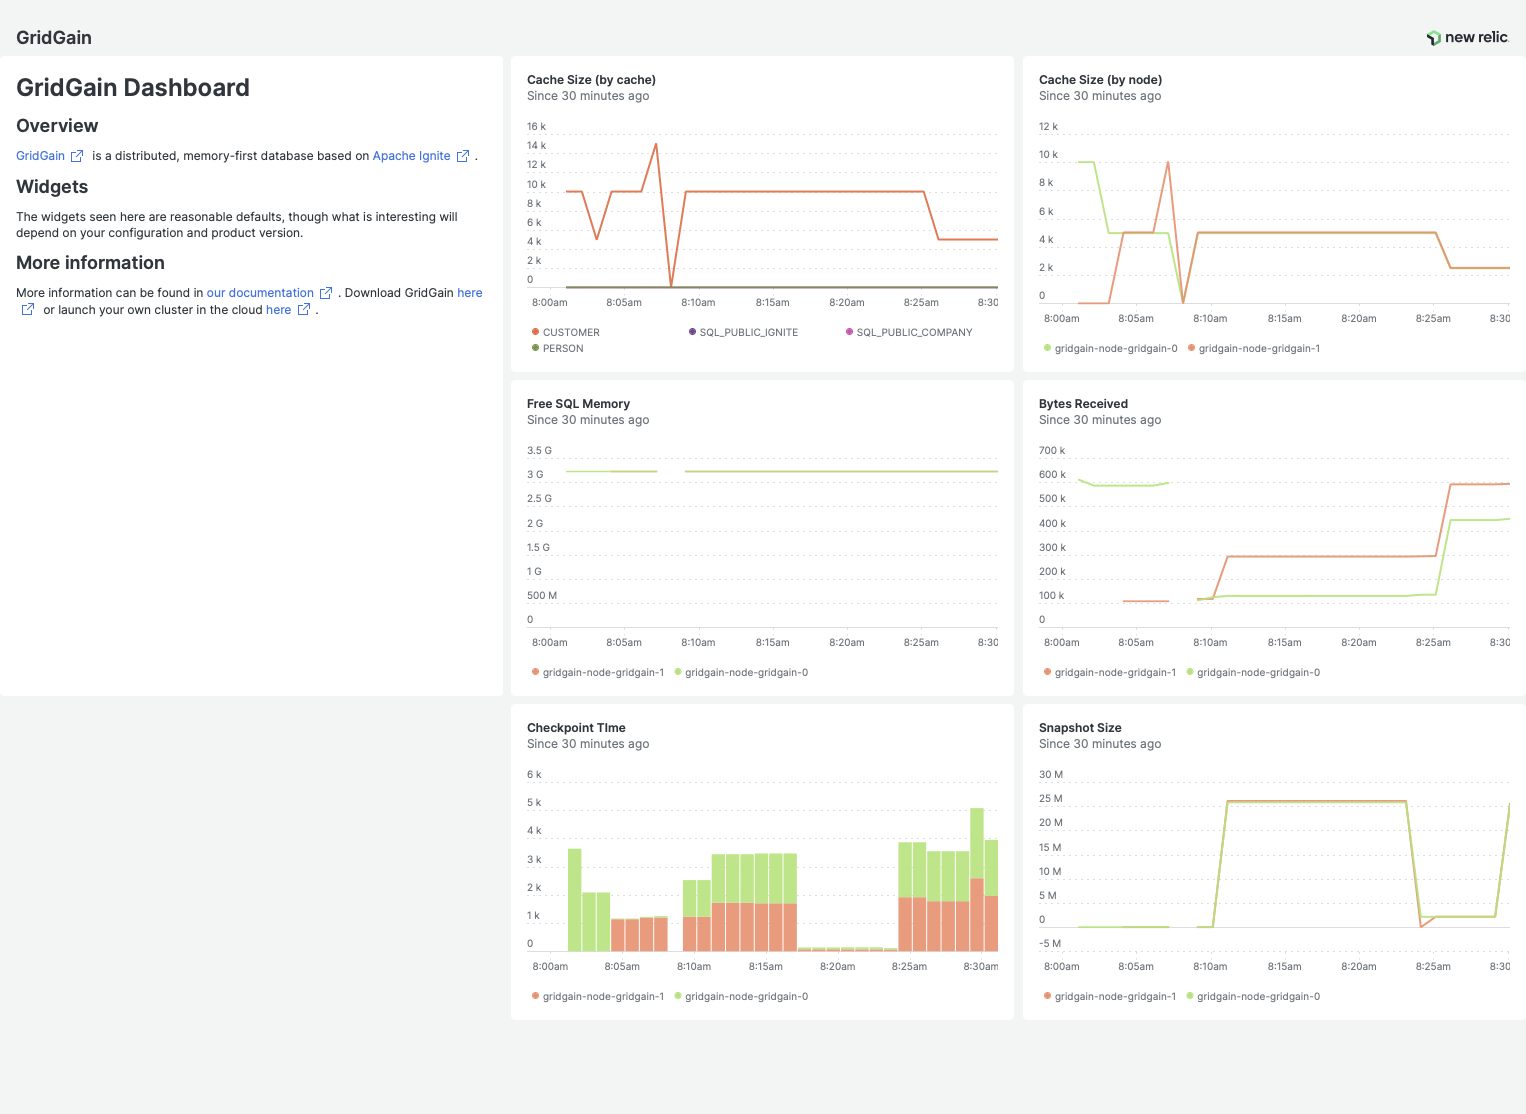 GridGain
new relic
GridGain Dashboard
Overview
GridGain is a distributed, memory-first database based on Apache Ignite .
Widgets
The widgets seen here are reasonable defaults, though what is interesting will
depend on your configuration and product version.
More information
More information can be found in our documentation . Download GridGain here
or launch your own cluster in the cloud here .
Cache Size (by cache)
Since 30 minutes ago
16 k
14 k
12 k
10 k
8 k
6 k
4 k
2 k
0
8:00am 8:05am 8:10am 8:15am 8:20am 8:25am 8:30
CUSTOMER SQL_PUBLIC_IGNITE SQL_PUBLIC_COMPANY
PERSON
Cache Size (by node)
Since 30 minutes ago
12 k
10 k
8 k
6 k
4 k
2 k
0
8:00am 8:05am 8:10am 8:15am 8:20am 8:25am 8:30
gridgain-node-gridgain-0 gridgain-node-gridgain-1
Free SQL Memory
Since 30 minutes ago
3.5 G
3 G
2.5 G
2 G
1.5 G
1 G
500 M
0
8:00am 8:05am 8:10am 8:15am 8:20am 8:25am 8:30
gridgain-node-gridgain-1 gridgain-node-gridgain-0
Bytes Received
Since 30 minutes ago
700 k
600 k
500 k
400 k
300 k
200 k
100 k
0
8:00am 8:05am 8:10am 8:15am 8:20am 8:25am 8:30
gridgain-node-gridgain-1 gridgain-node-gridgain-0
Checkpoint TIme
Since 30 minutes ago
6 k
5 k
4 k
3 k
2 k
1 k
0
8:00am 8:05am 8:10am 8:15am 8:20am 8:25am 8:30am
gridgain-node-gridgain-1 gridgain-node-gridgain-0
Snapshot Size
Since 30 minutes ago
30 M
25 M
20 M
15 M
10 M
5 M
0
-5 M
8:00am 8:05am 8:10am 8:15am 8:20am 8:25am 8:30
gridgain-node-gridgain-1 gridgain-node-gridgain-0